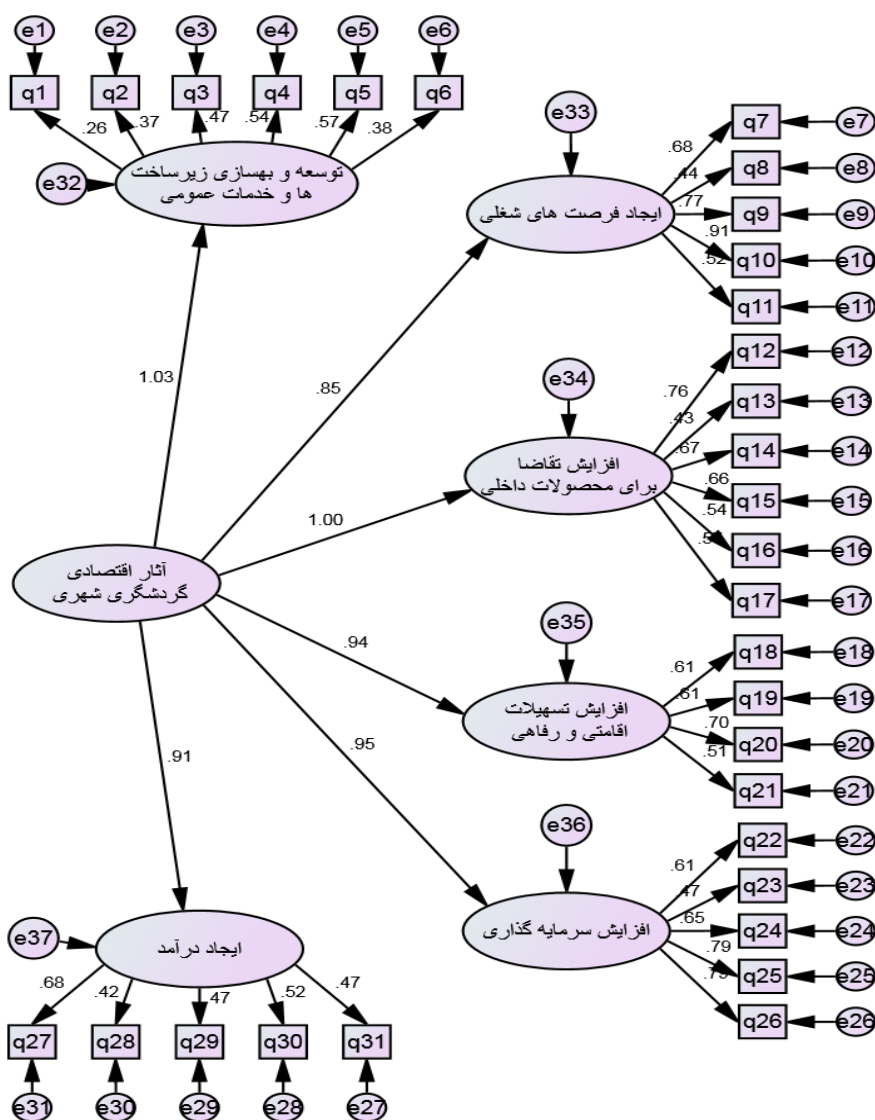 e1 e2 e3 e4 e5 e6
q1 q2 q3 q4 q5 q6
.26 .37 .47 .54 .57 .38
e32
توسعه و بهسازی زیرساخت
ها و خدمات عمومی
1.03
e33
ایجاد فرصت های شغلی
.85
.68 q7 e7
.44 q8 e8
.77 q9 e9
.91 q10 e10
.52 q11 e11
e34
افزایش تقاضا
برای محصولات داخلی
1.00
.76 q12 e12
.43 q13 e13
.67 q14 e14
.66 q15 e15
.54 q16 e16
q17 e17
آثار اقتصادی
گردشگری شهری
e35
افزایش تسهیلات
اقامتی و رفاهی
.94
.61 q18 e18
.61 q19 e19
.70 q20 e20
.51 q21 e21
e36
افزایش سرمایه گذاری
.95
.61 q22 e22
.47 q23 e23
.65 q24 e24
.79 q25 e25
q26 e26
.91
e37
ایجاد درآمد
.68 .42 .47 .52 .47
q27 q28 q29 q30 q31
e31 e30 e29 e28 e27